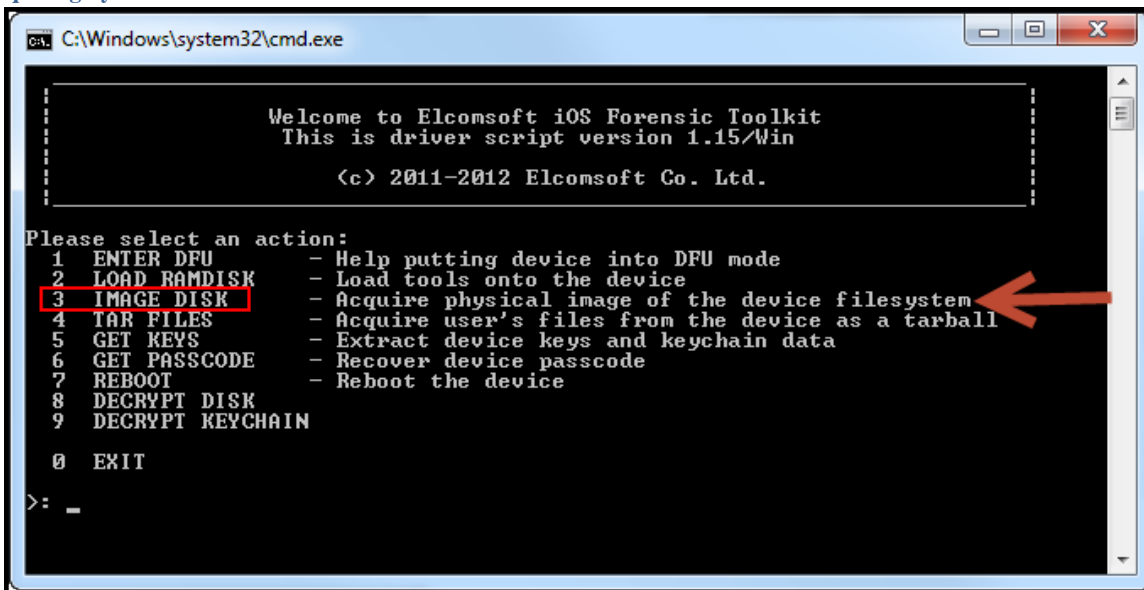 C:\Windows\system32\cmd.exe
Welcome to Elcomsoft iOS Forensic Toolkit
This is driver script version 1.15/Win
(c) 2011-2012 Elcomsoft Co. Ltd.
Please select an action:
1 ENTER DFU - Help putting device into DFU mode
2 LOAD RAMDISK - Load tools onto the device
3 IMAGE DISK - Acquire physical image of the device filesystem
4 TAR FILES - Acquire user's files from the device as a tarball
5 GET KEYS - Extract device keys and keychain data
6 GET PASSCODE - Recover device passcode
7 REBOOT - Reboot the device
8 DECRYPT DISK
9 DECRYPT KEYCHAIN
0 EXIT
>: _